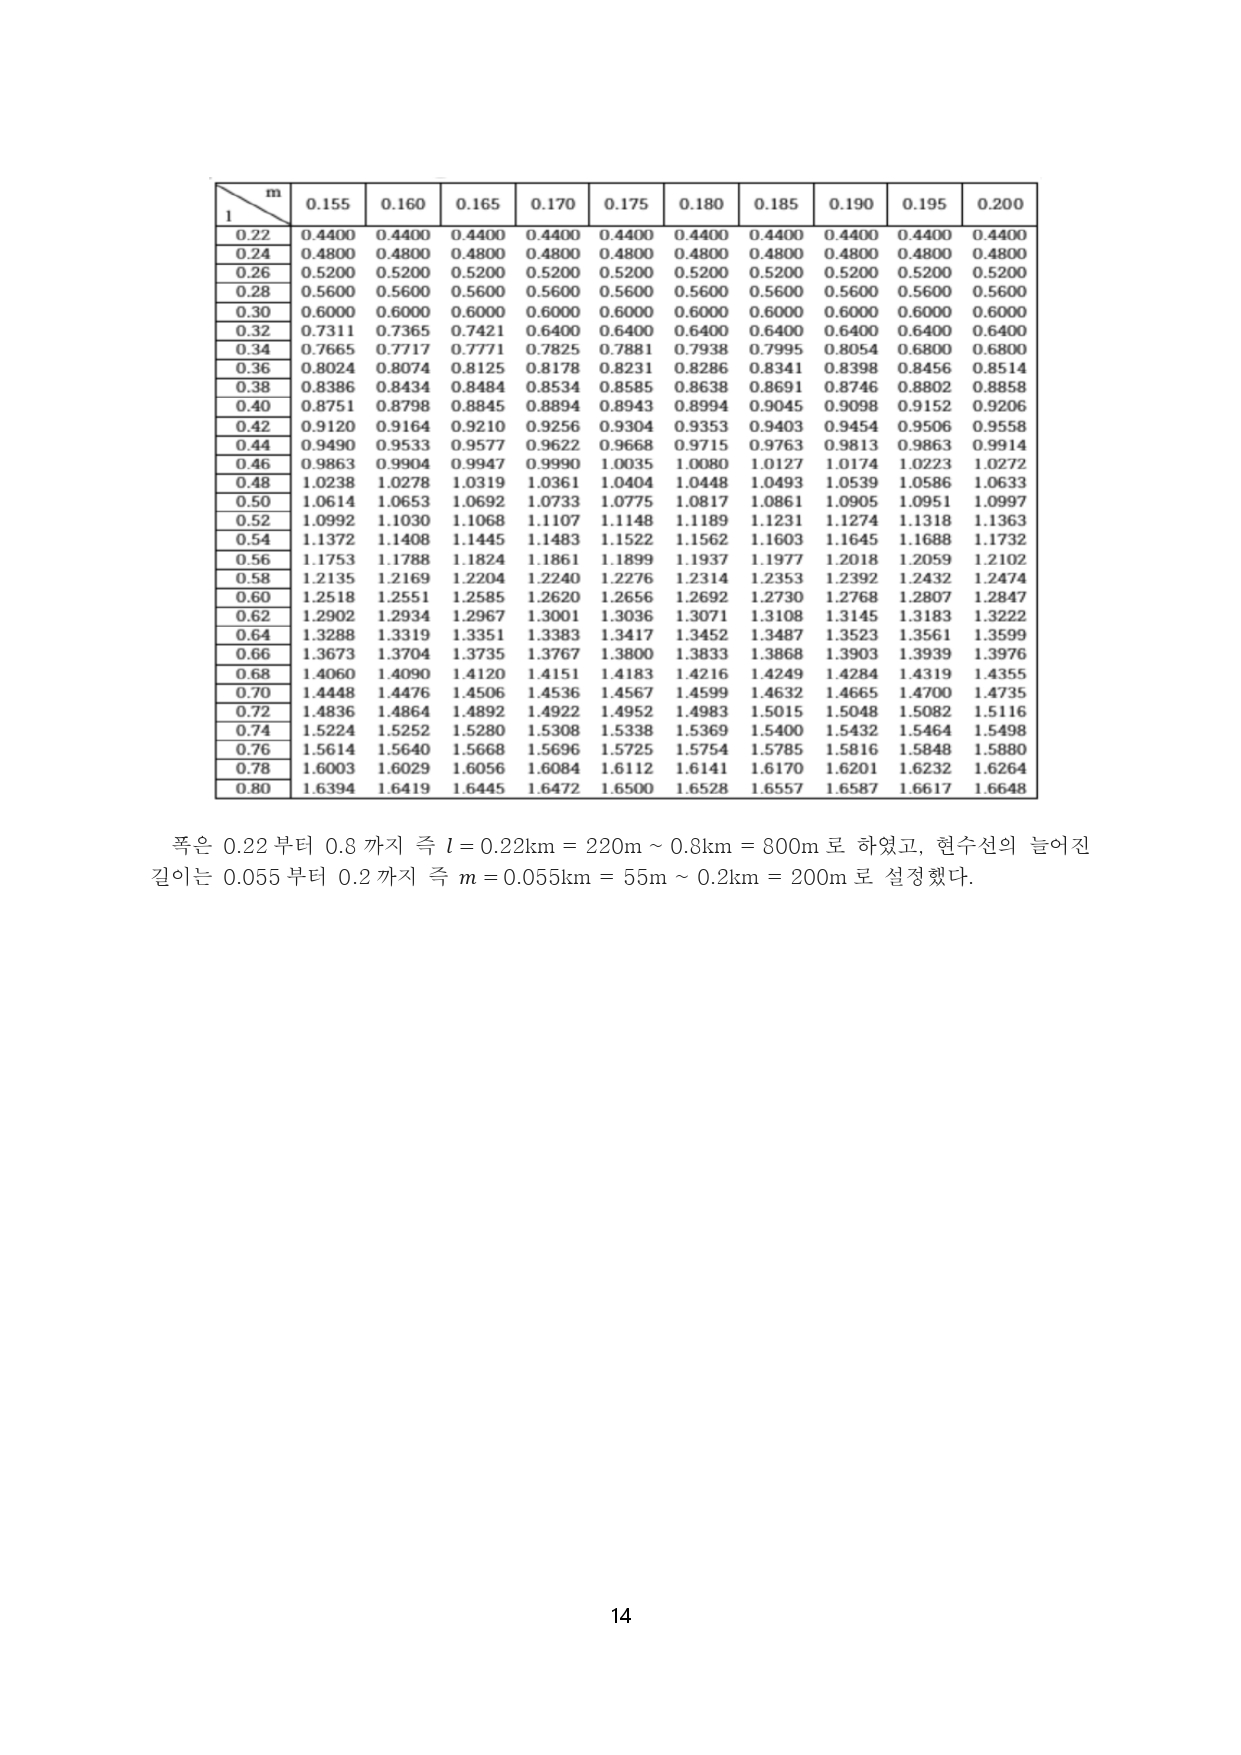 m
l 0.155 0.160 0.165 0.170 0.175 0.180 0.185 0.190 0.195 0.200
0.22 0.4400 0.4400 0.4400 0.4400 0.4400 0.4400 0.4400 0.4400 0.4400 0.4400
0.24 0.4800 0.4800 0.4800 0.4800 0.4800 0.4800 0.4800 0.4800 0.4800 0.4800
0.26 0.5200 0.5200 0.5200 0.5200 0.5200 0.5200 0.5200 0.5200 0.5200 0.5200
0.28 0.5600 0.5600 0.5600 0.5600 0.5600 0.5600 0.5600 0.5600 0.5600 0.5600
0.30 0.6000 0.6000 0.6000 0.6000 0.6000 0.6000 0.6000 0.6000 0.6000 0.6000
0.32 0.7311 0.7365 0.7421 0.6400 0.6400 0.6400 0.6400 0.6400 0.6400 0.6400
0.34 0.7665 0.7717 0.7771 0.7825 0.7881 0.7938 0.7995 0.8054 0.6800 0.6800
0.36 0.8024 0.8074 0.8125 0.8178 0.8231 0.8286 0.8341 0.8398 0.8456 0.8514
0.38 0.8386 0.8434 0.8484 0.8534 0.8585 0.8638 0.8691 0.8746 0.8802 0.8858
0.40 0.8751 0.8798 0.8845 0.8894 0.8943 0.8994 0.9045 0.9098 0.9152 0.9206
0.42 0.9120 0.9164 0.9210 0.9256 0.9304 0.9353 0.9403 0.9454 0.9506 0.9558
0.44 0.9490 0.9533 0.9577 0.9622 0.9668 0.9715 0.9763 0.9813 0.9863 0.9914
0.46 0.9863 0.9904 0.9947 0.9990 1.0035 1.0080 1.0127 1.0174 1.0223 1.0272
0.48 1.0238 1.0278 1.0319 1.0361 1.0404 1.0448 1.0493 1.0539 1.0586 1.0633
0.50 1.0614 1.0653 1.0692 1.0733 1.0775 1.0817 1.0861 1.0905 1.0951 1.0997
0.52 1.0992 1.1030 1.1068 1.1107 1.1148 1.1189 1.1231 1.1274 1.1318 1.1363
0.54 1.1372 1.1408 1.1445 1.1483 1.1522 1.1562 1.1603 1.1645 1.1688 1.1732
0.56 1.1753 1.1788 1.1824 1.1861 1.1899 1.1937 1.1977 1.2018 1.2059 1.2102
0.58 1.2135 1.2169 1.2204 1.2240 1.2276 1.2314 1.2353 1.2392 1.2432 1.2474
0.60 1.2518 1.2551 1.2585 1.2620 1.2656 1.2692 1.2730 1.2768 1.2807 1.2847
0.62 1.2902 1.2934 1.2967 1.3001 1.3036 1.3071 1.3108 1.3145 1.3183 1.3222
0.64 1.3288 1.3319 1.3351 1.3383 1.3417 1.3452 1.3487 1.3523 1.3561 1.3599
0.66 1.3673 1.3704 1.3735 1.3767 1.3800 1.3833 1.3868 1.3903 1.3939 1.3976
0.68 1.4060 1.4090 1.4120 1.4151 1.4183 1.4216 1.4249 1.4284 1.4319 1.4355
0.70 1.4448 1.4476 1.4506 1.4536 1.4567 1.4599 1.4632 1.4665 1.4700 1.4735
0.72 1.4836 1.4864 1.4892 1.4922 1.4952 1.4983 1.5015 1.5048 1.5082 1.5116
0.74 1.5224 1.5252 1.5280 1.5308 1.5338 1.5369 1.5400 1.5432 1.5464 1.5498
0.76 1.5614 1.5640 1.5668 1.5696 1.5725 1.5754 1.5785 1.5816 1.5848 1.5880
0.78 1.6003 1.6029 1.6056 1.6084 1.6112 1.6141 1.6170 1.6201 1.6232 1.6264
0.80 1.6394 1.6419 1.6445 1.6472 1.6500 1.6528 1.6557 1.6587 1.6617 1.6648
폭은 0.22 부터 0.8 까지 즉 l = 0.22km = 220m ~ 0.8km = 800m 로 하였고, 현수선의 늘어진
길이는 0.055 부터 0.2 까지 즉 m = 0.055km = 55m ~ 0.2km = 200m 로 설정했다.
14